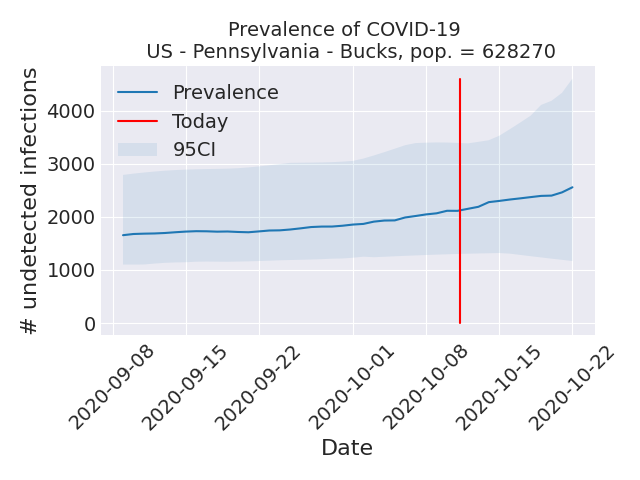 Prevalence of COVID-19
US - Pennsylvania - Bucks, pop. = 628270
# undetected infections
4000
3000
2000
1000
0
Prevalence
Today
95CI
2020-09-08
2020-09-15
2020-09-22
2020-10-01
2020-10-08
2020-10-15
2020-10-22
Date